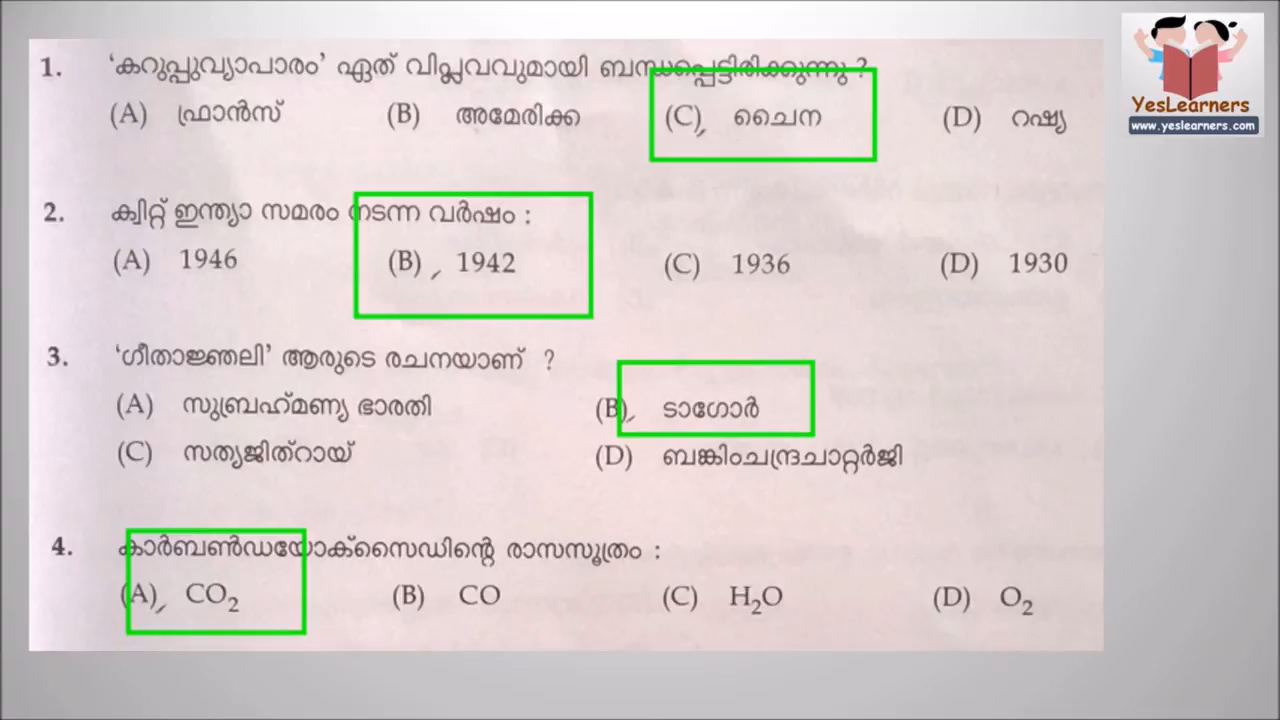 1. 'കറുപ്പുവ്യാപാരം' ഏത് വിപ്ലവവുമായി ബന്ധപ്പെട്ടിരിക്കുന്നു ?
(A) ഫ്രാൻസ് (B) അമേരിക്ക (C) ചൈന (D) റഷ്യ
2. ക്വിറ്റ് ഇന്ത്യാ സമരം നടന്ന വർഷം :
(A) 1946 (B) 1942 (C) 1936 (D) 1930
3. 'ഗീതാജ്ഞലി' ആരുടെ രചനയാണ് ?
(A) സുബ്രഹ്മണ്യ ഭാരതി (B) ടാഗോർ
(C) സത്യജിത്റായ് (D) ബങ്കിംചന്ദ്രചാറ്റർജി
4. കാർബൺഡയോക്സൈഡിന്റെ രാസസൂത്രം :
(A) CO₂ (B) CO (C) H₂O (D) O₂
YesLearners
www.yeslearners.com